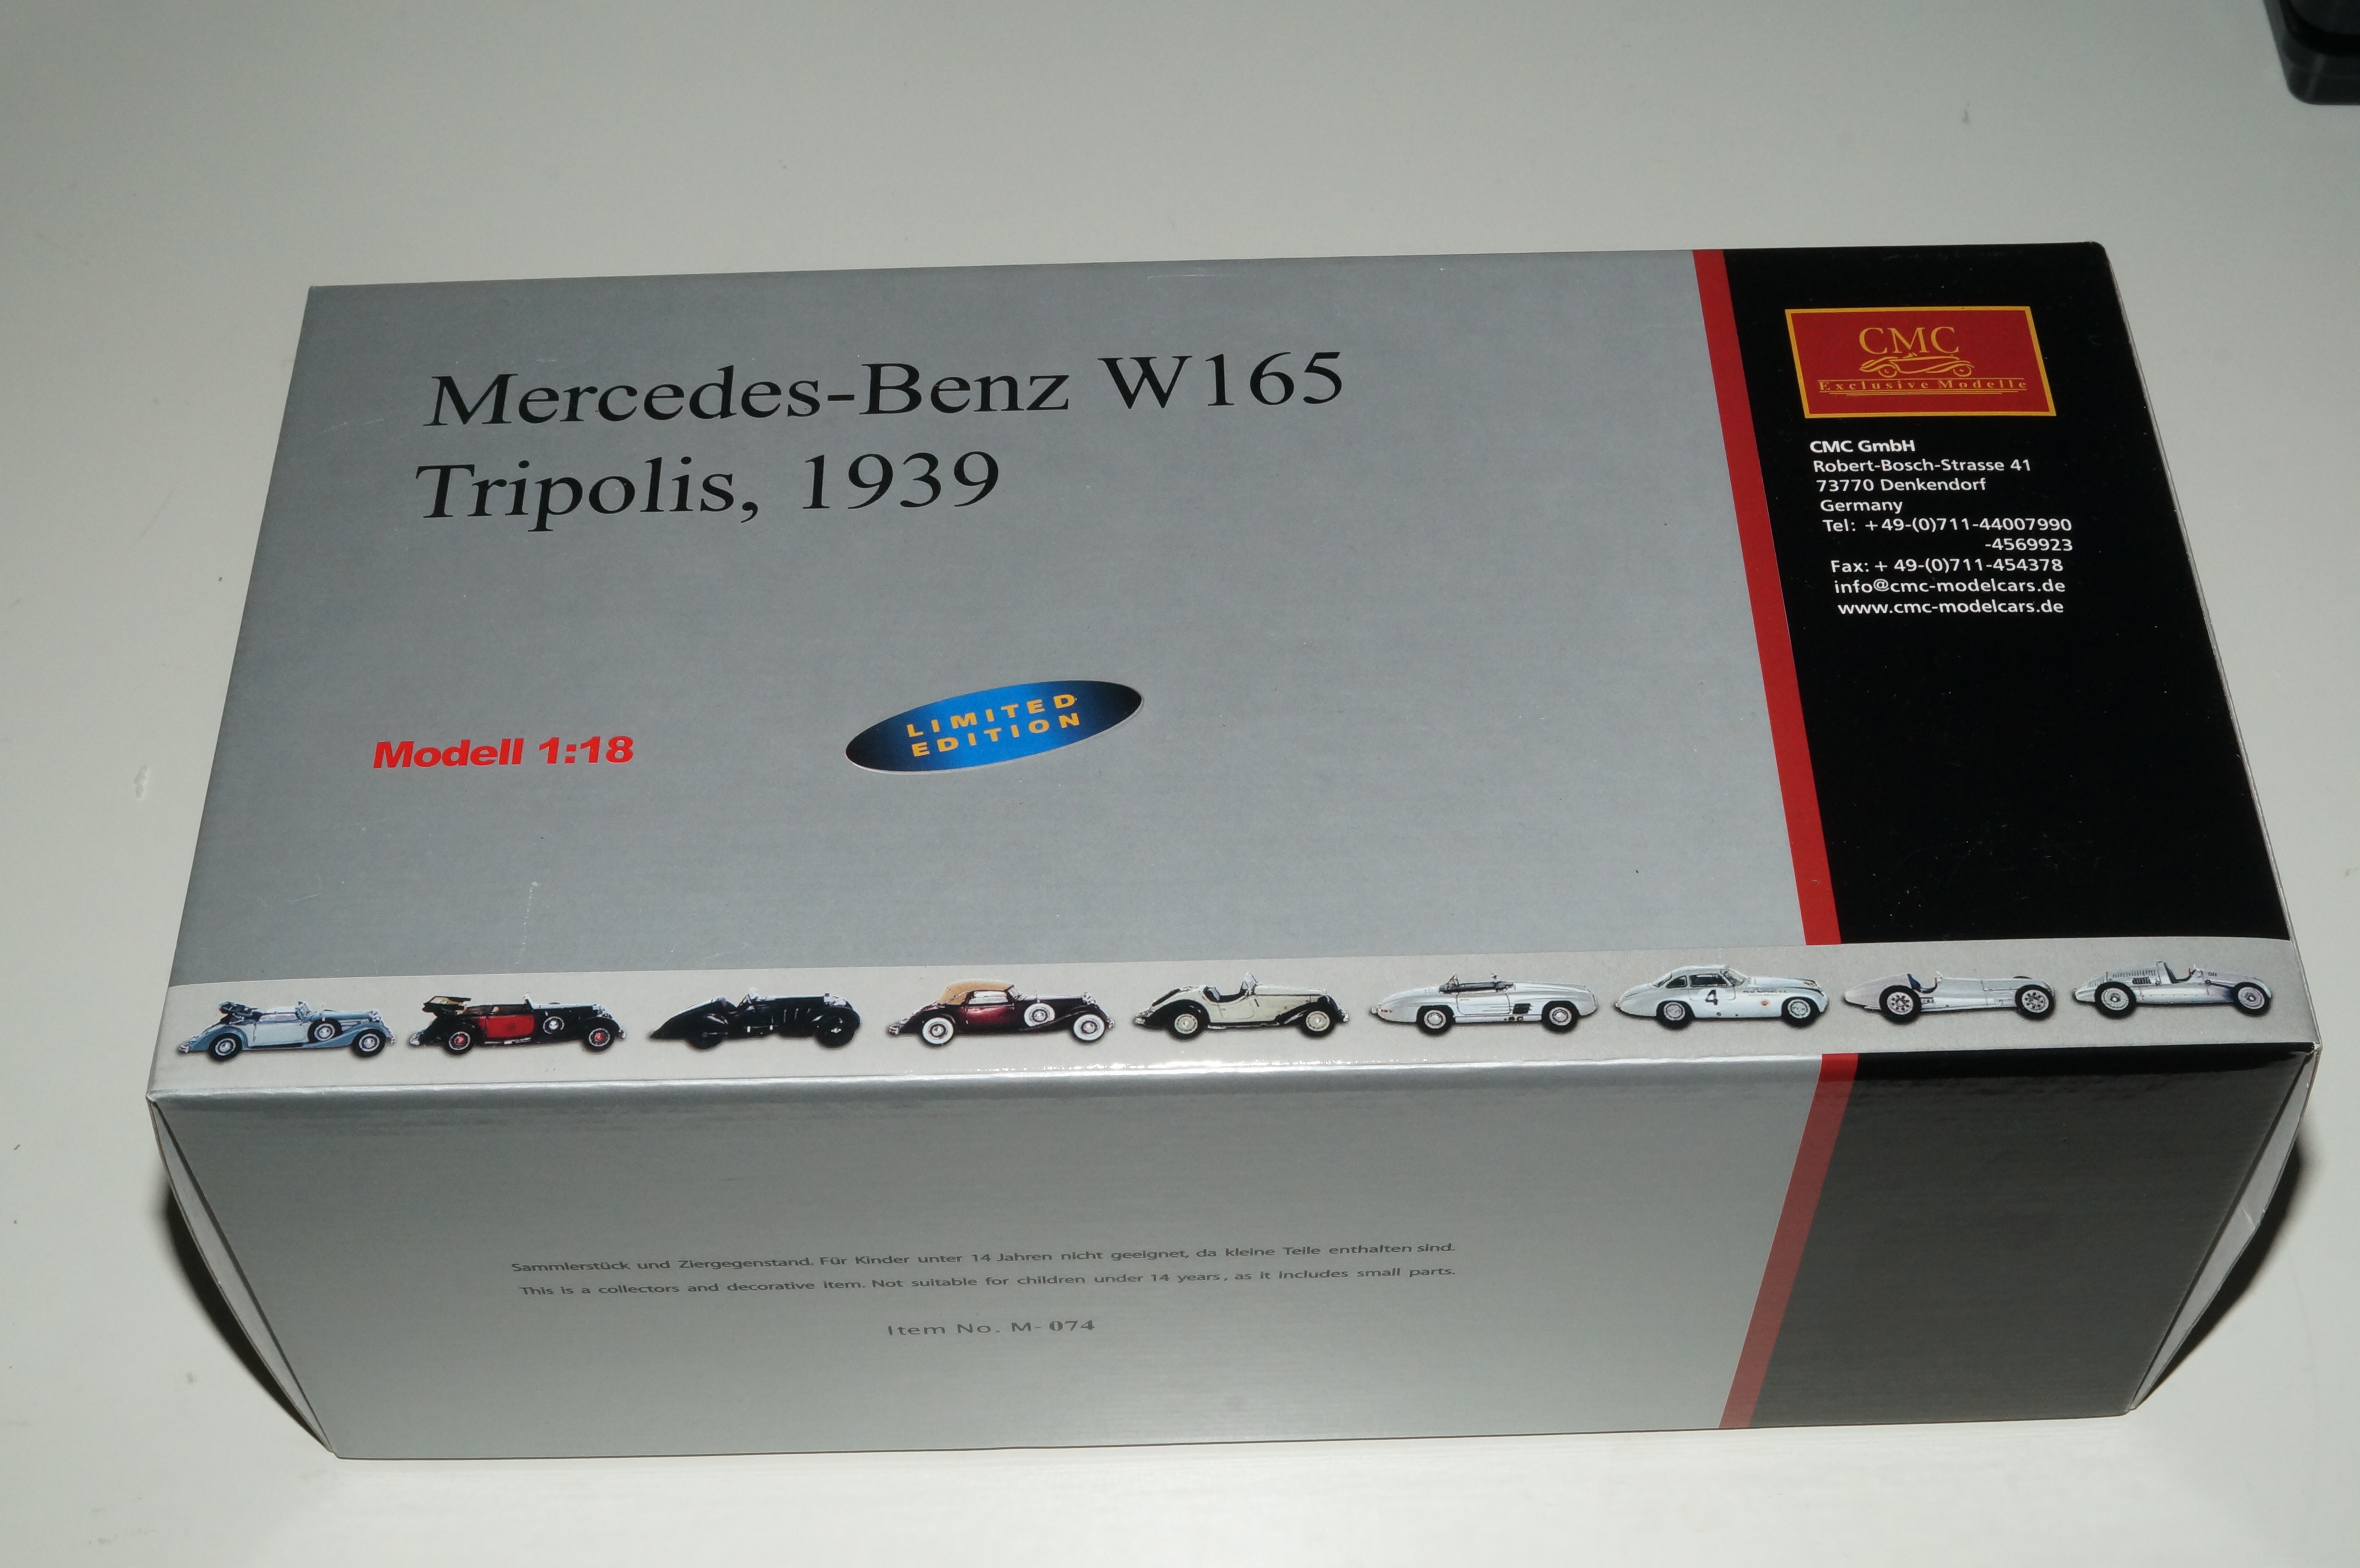 Mercedes-Benz W165
Tripolis, 1939
Modell 1:18
LIMITED
EDITION
CMC
Exclusive Modelle
CMC GmbH
Robert-Bosch-Strasse 41
73770 Denkendorf
Germany
Tel: +49-(0)711-44007990
-4569923
Fax: + 49-(0)711-454378
info@cmc-modelcars.de
www.cmc-modelcars.de
4
Sammlerstück und Ziergegenstand. Für Kinder unter 14 Jahren nicht geeignet, da kleine Teile enthalten sind.
This is a collectors and decorative item. Not suitable for children under 14 years, as it includes small parts.
Item No. M- 074